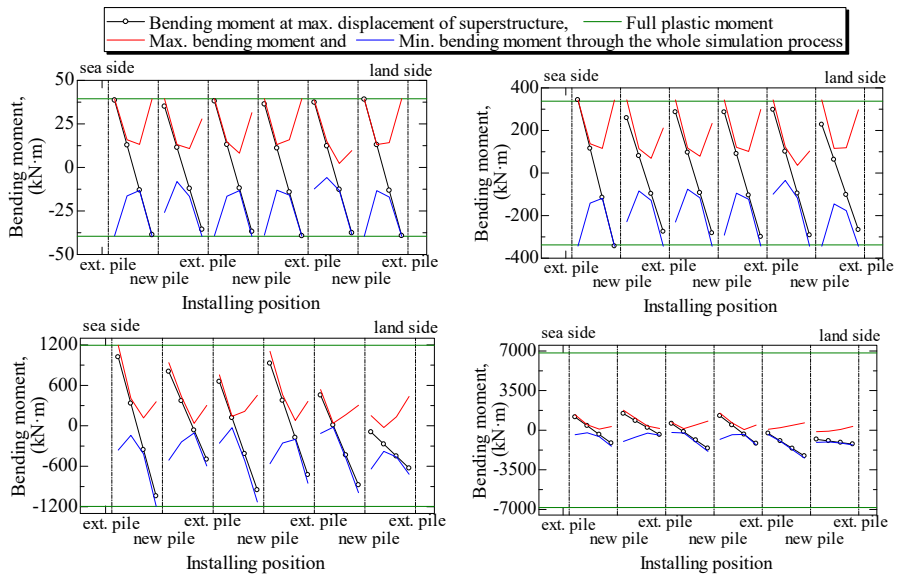 Bending moment at max. displacement of superstructure, Full plastic moment
Max. bending moment and Min. bending moment through the whole simulation process
sea side land side
50
25
0
-25
-50
Bending moment, (kN·m)
ext. pile ext. pile ext. pile ext. pile
new pile new pile new pile
Installing position
sea side land side
400
200
0
-200
-400
Bending moment, (kN·m)
ext. pile ext. pile ext. pile ext. pile
new pile new pile new pile
Installing position
sea side land side
1200
600
0
-600
-1200
Bending moment, (kN·m)
ext. pile ext. pile ext. pile ext. pile
new pile new pile new pile
Installing position
sea side land side
7000
3500
0
-3500
-7000
Bending moment, (kN·m)
ext. pile ext. pile ext. pile ext. pile
new pile new pile new pile
Installing position